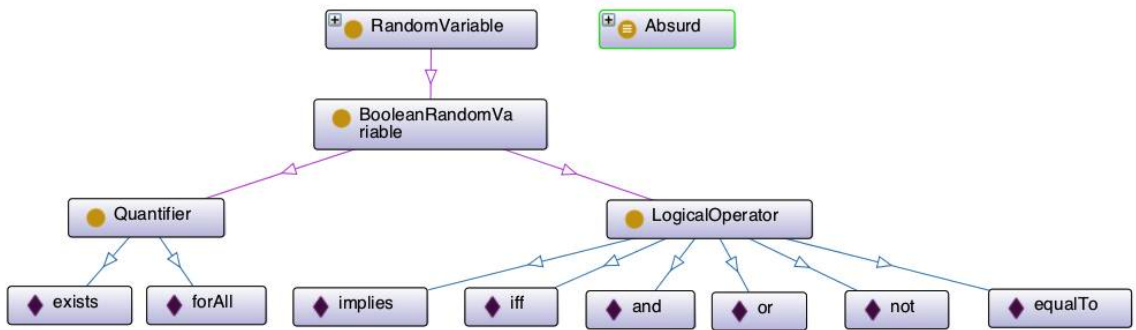 RandomVariable
Absurd
BooleanRandomVa
riable
Quantifier
LogicalOperator
exists
forAll
implies
iff
and
or
not
equalTo